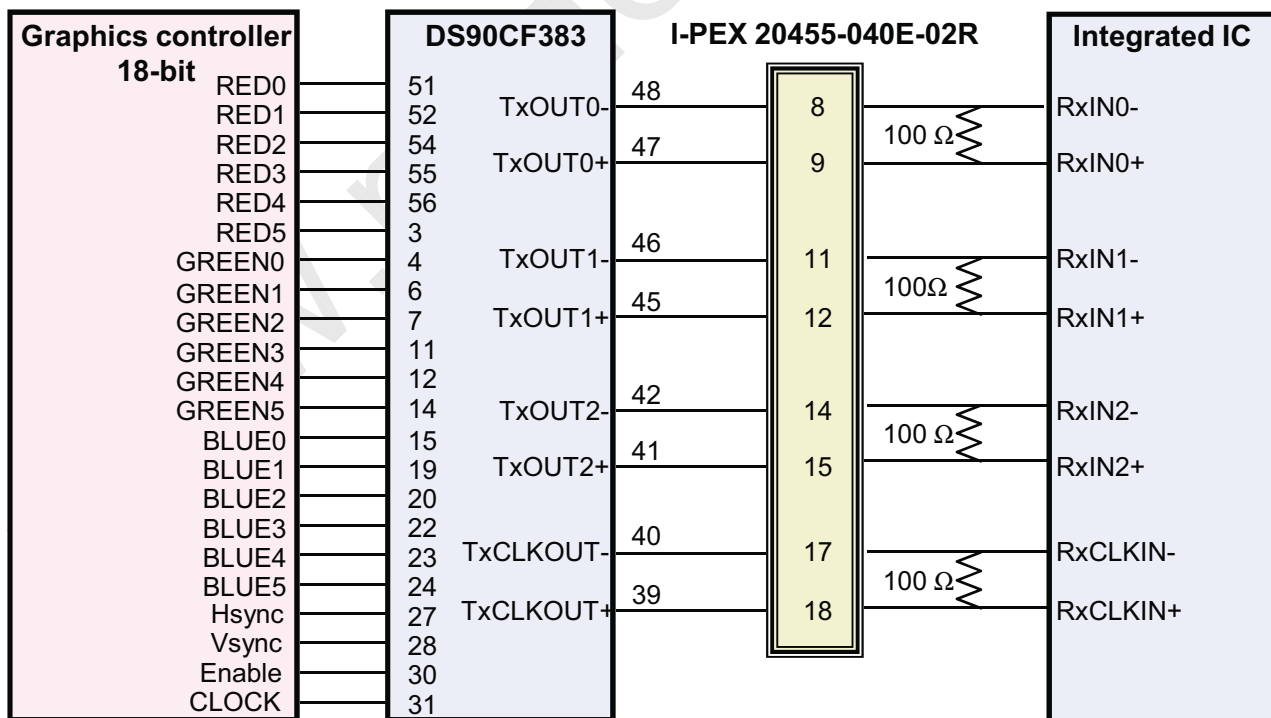 Graphics controller
18-bit
RED0
RED1
RED2
RED3
RED4
RED5
GREEN0
GREEN1
GREEN2
GREEN3
GREEN4
GREEN5
BLUE0
BLUE1
BLUE2
BLUE3
BLUE4
BLUE5
Hsync
Vsync
Enable
CLOCK
DS90CF383
51
52
54
55
56
3
4
6
7
11
12
14
15
19
20
22
23
24
27
28
30
31
TxOUT0-
TxOUT0+
TxOUT1-
TxOUT1+
TxOUT2-
TxOUT2+
TxCLKOUT-
TxCLKOUT+
48
47
46
45
42
41
40
39
I-PEX 20455-040E-02R
8
9
11
12
14
15
17
18
100 Ω
100Ω
100 Ω
100 Ω
Integrated IC
RxIN0-
RxIN0+
RxIN1-
RxIN1+
RxIN2-
RxIN2+
RxCLKIN-
RxCLKIN+